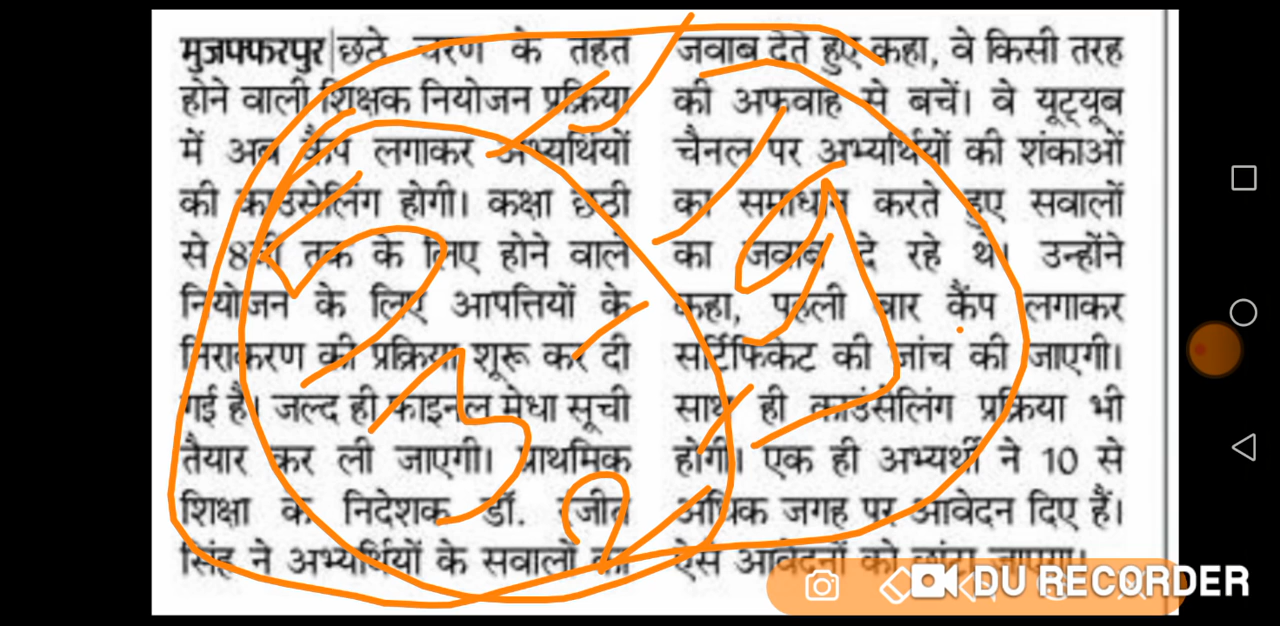 मुजफ्फरपुर|छठे चरण के तहत
होने वाली शिक्षक नियोजन प्रक्रिया
में अब कैंप लगाकर अभ्यर्थियों
की काउंसेलिंग होगी। कक्षा छठी
से 8वीं तक के लिए होने वाले
नियोजन के लिए आपत्तियों के
निराकरण की प्रक्रिया शुरू कर दी
गई है। जल्द ही फाइनल मेधा सूची
तैयार कर ली जाएगी। प्राथमिक
शिक्षा के निदेशक डॉ. रंजीत
सिंह ने अभ्यर्थियों के सवालों का
जवाब देते हुए कहा, वे किसी तरह
की अफवाह से बचें। वे यूट्यूब
चैनल पर अभ्यर्थियों की शंकाओं
का समाधान करते हुए सवालों
का जवाब दे रहे थे। उन्होंने
कहा, पहली बार कैंप लगाकर
सर्टिफिकेट की जांच की जाएगी।
साथ ही काउंसेलिंग प्रक्रिया भी
होगी। एक ही अभ्यर्थी ने 10 से
अधिक जगह पर आवेदन दिए हैं।
ऐसे आवेदनों को छांटा जाएगा।
DU RECORDER